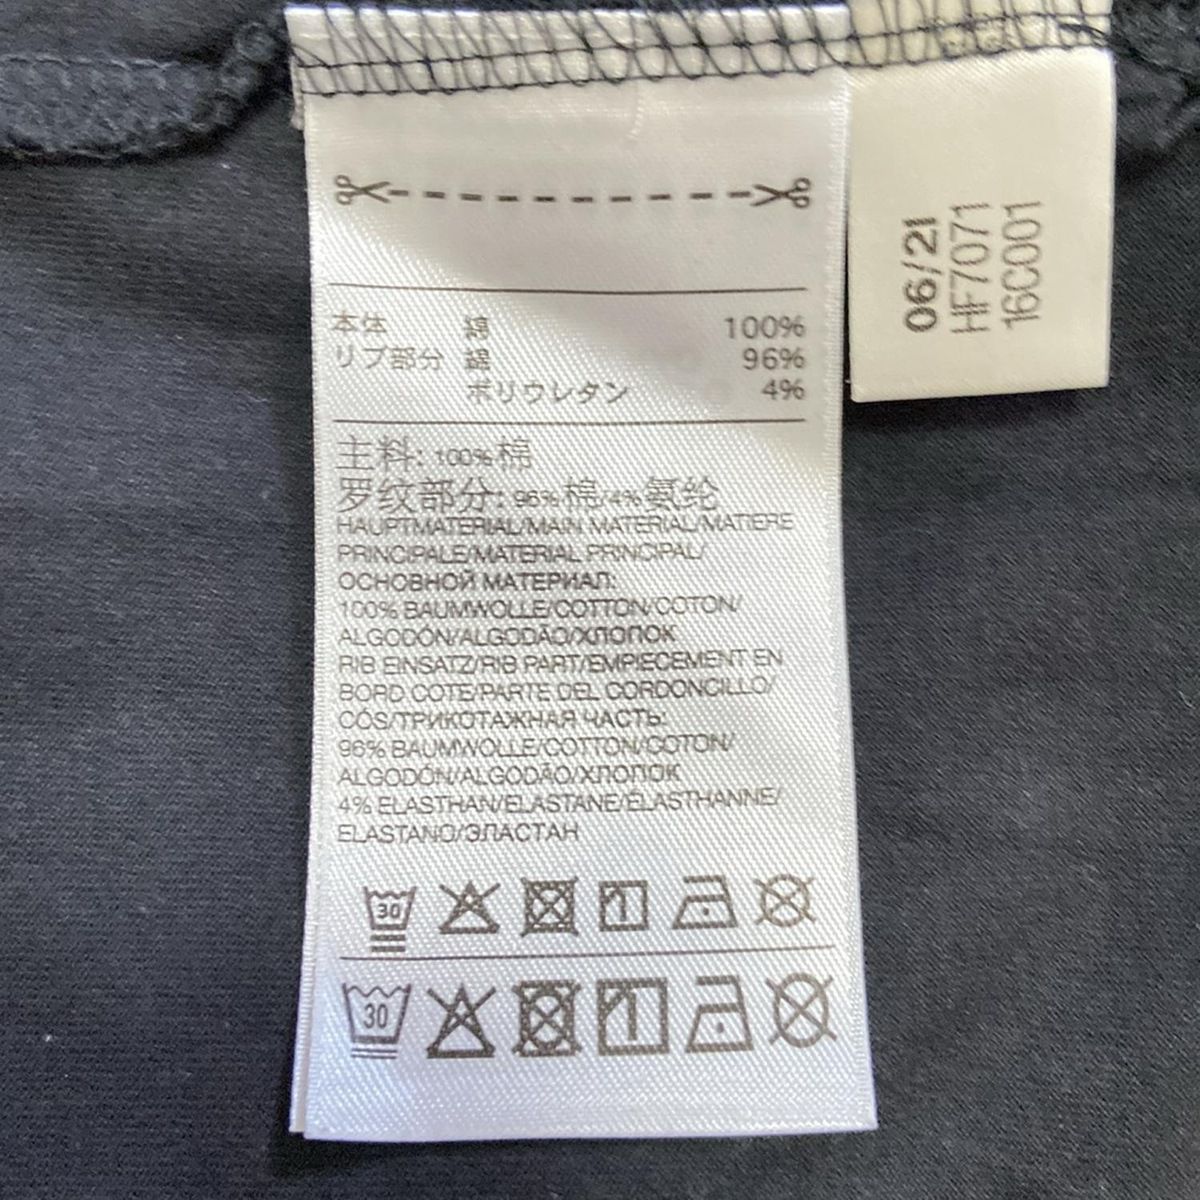 本体 綿 100%
リブ部分 綿 96%
ポリウレタン 4%
主料: 100%棉
罗纹部分: 96%棉/4%氨纶
HAUPTMATERIAL/MAIN MATERIAL/MATIERE
PRINCIPALE/MATERIAL PRINCIPAL/
ОСНОВНОЙ МАТЕРИАЛ:
100% BAUMWOLLE/COTTON/COTON/
ALGODÓN/ALGODÃO/ХЛОПОК
RIB EINSATZ/RIB PART/EMPIECEMENT EN
BORD COTE/PARTE DEL CORDONCILLO/
CÓS/ТРИКОТАЖНАЯ ЧАСТЬ:
96% BAUMWOLLE/COTTON/COTON/
ALGODÓN/ALGODÃO/ХЛОПОК
4% ELASTHAN/ELASTANE/ÉLASTHANNE/
ELASTANO/ЭЛАСТАН
30
30
06/21
HF7071
16C001